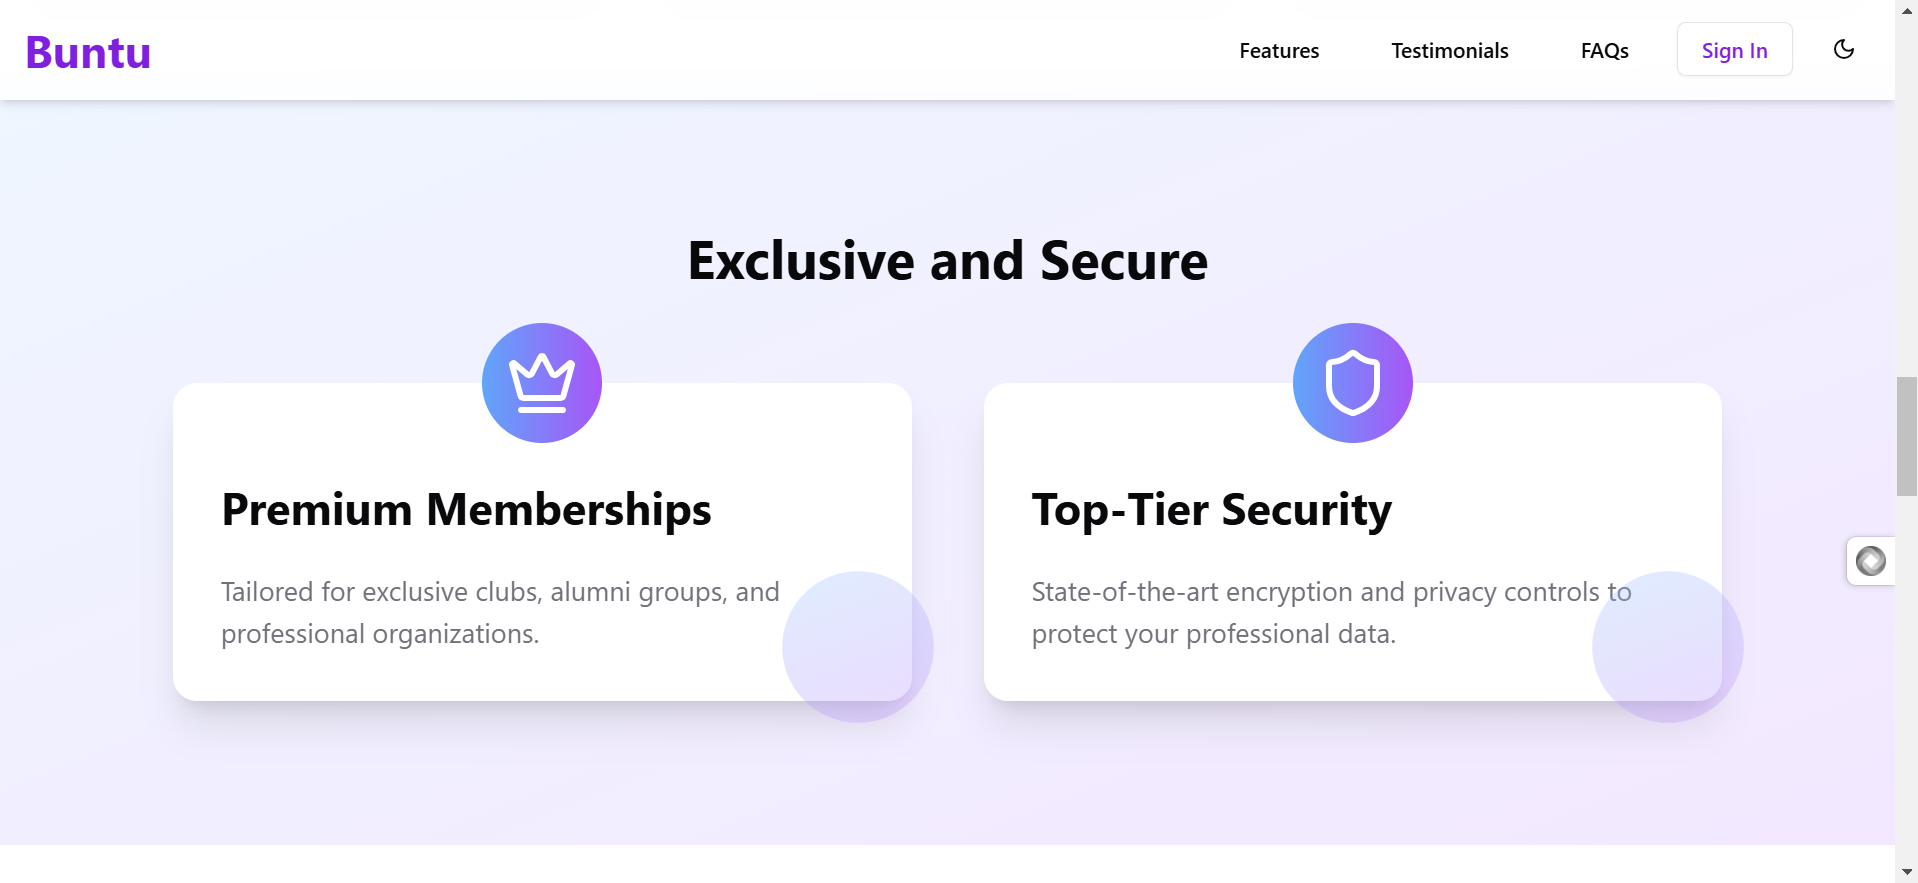 Buntu
Features
Testimonials
FAQs
Sign In
Exclusive and Secure
Premium Memberships
Tailored for exclusive clubs, alumni groups, and
professional organizations.
Top-Tier Security
State-of-the-art encryption and privacy controls to
protect your professional data.